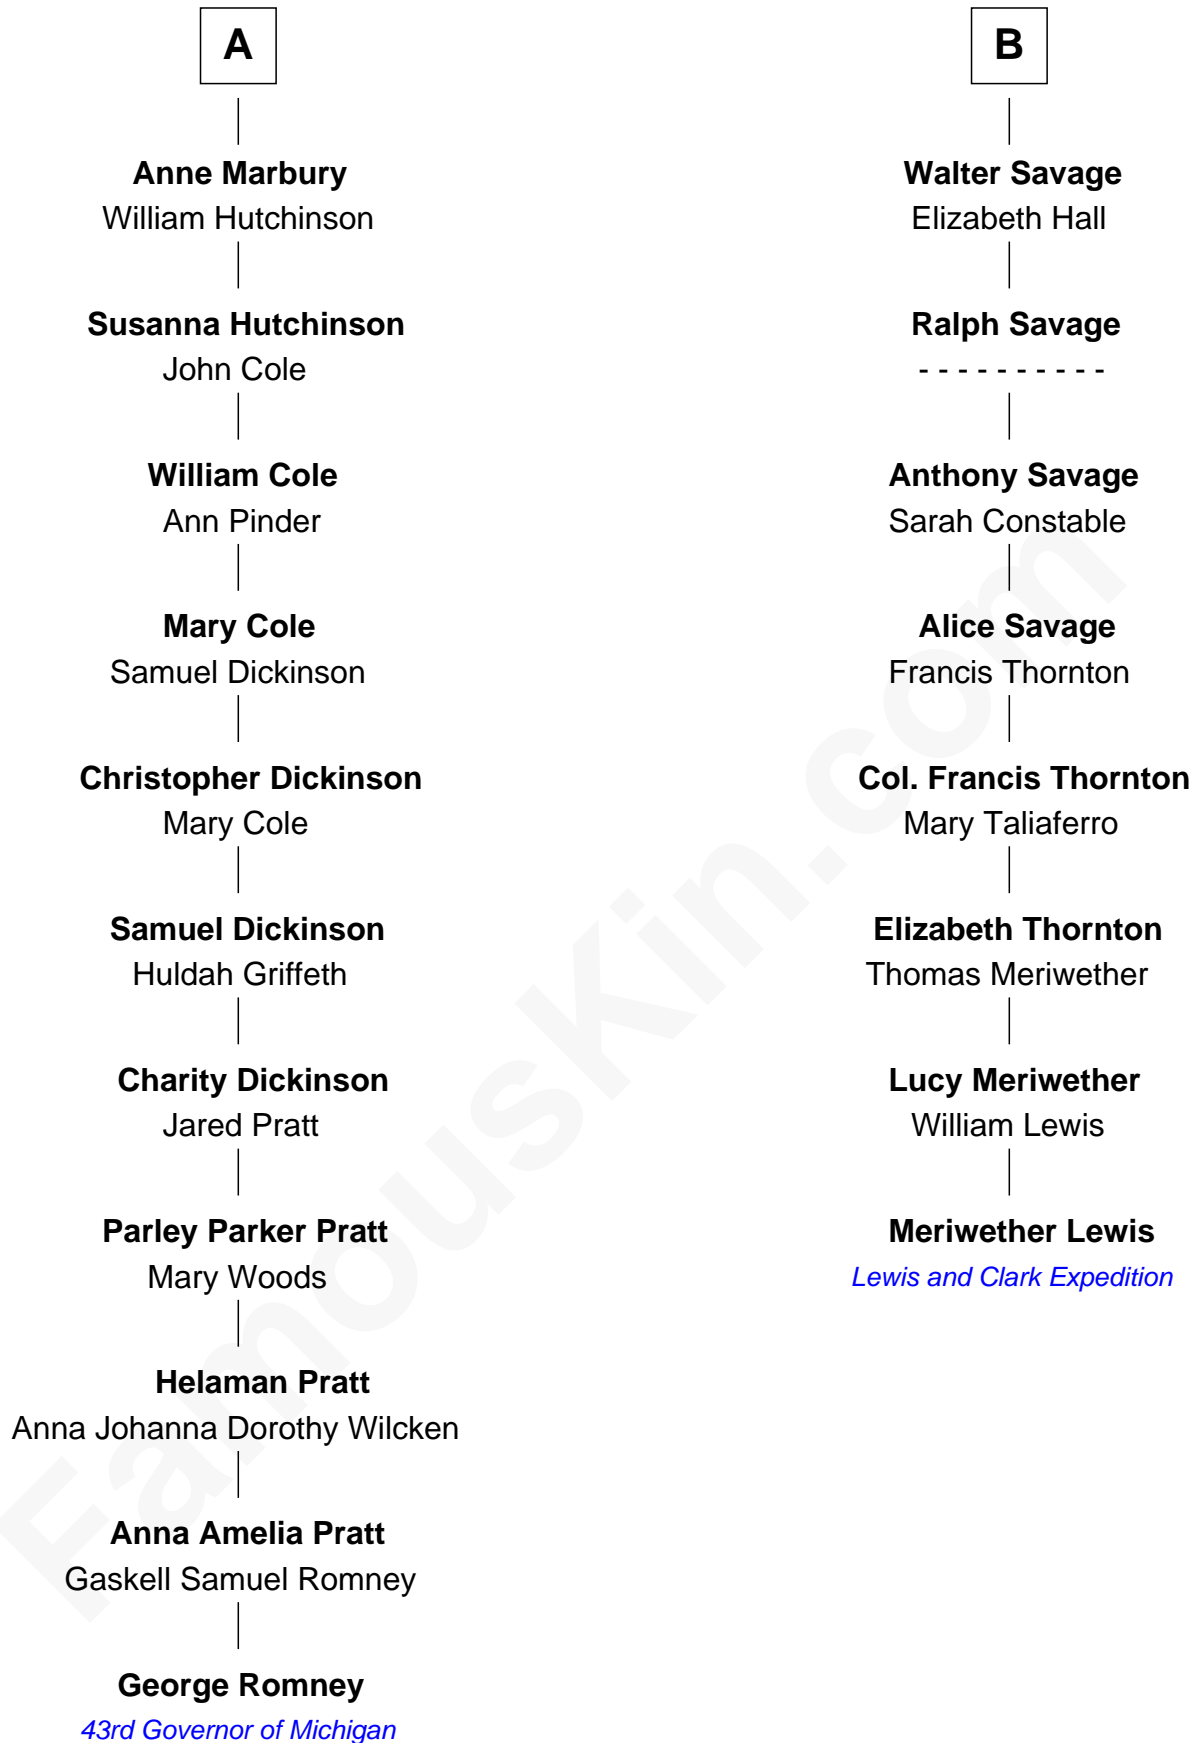 A
Anne Marbury
William Hutchinson
Susanna Hutchinson
John Cole
William Cole
Ann Pinder
Mary Cole
Samuel Dickinson
Christopher Dickinson
Mary Cole
Samuel Dickinson
Huldah Griffeth
Charity Dickinson
Jared Pratt
Parley Parker Pratt
Mary Woods
Helaman Pratt
Anna Johanna Dorothy Wilcken
Anna Amelia Pratt
Gaskell Samuel Romney
George Romney
43rd Governor of Michigan
B
Walter Savage
Elizabeth Hall
Ralph Savage
- - - - - - - - - -
Anthony Savage
Sarah Constable
Alice Savage
Francis Thornton
Col. Francis Thornton
Mary Taliaferro
Elizabeth Thornton
Thomas Meriwether
Lucy Meriwether
William Lewis
Meriwether Lewis
Lewis and Clark Expedition
FamousKin.com